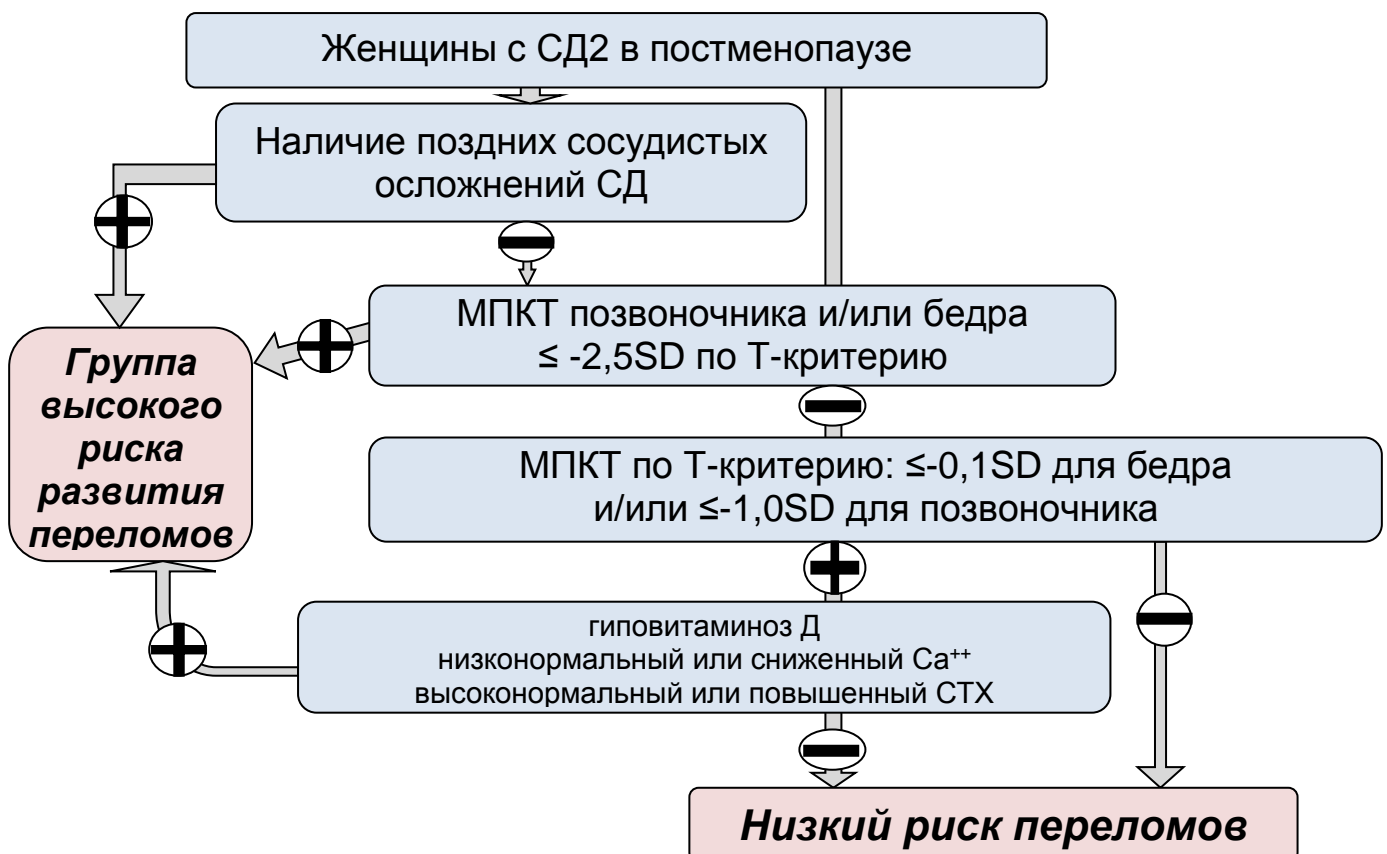 Женщины с СД2 в постменопаузе
Наличие поздних сосудистых
осложнений СД
МПКТ позвоночника и/или бедра
≤ -2,5SD по Т-критерию
Группа
высокого
риска
развития
переломов
МПКТ по Т-критерию: ≤-0,1SD для бедра
и/или ≤-1,0SD для позвоночника
гиповитаминоз Д
низконормальный или сниженный Са⁺⁺
высоконормальный или повышенный СТХ
Низкий риск переломов